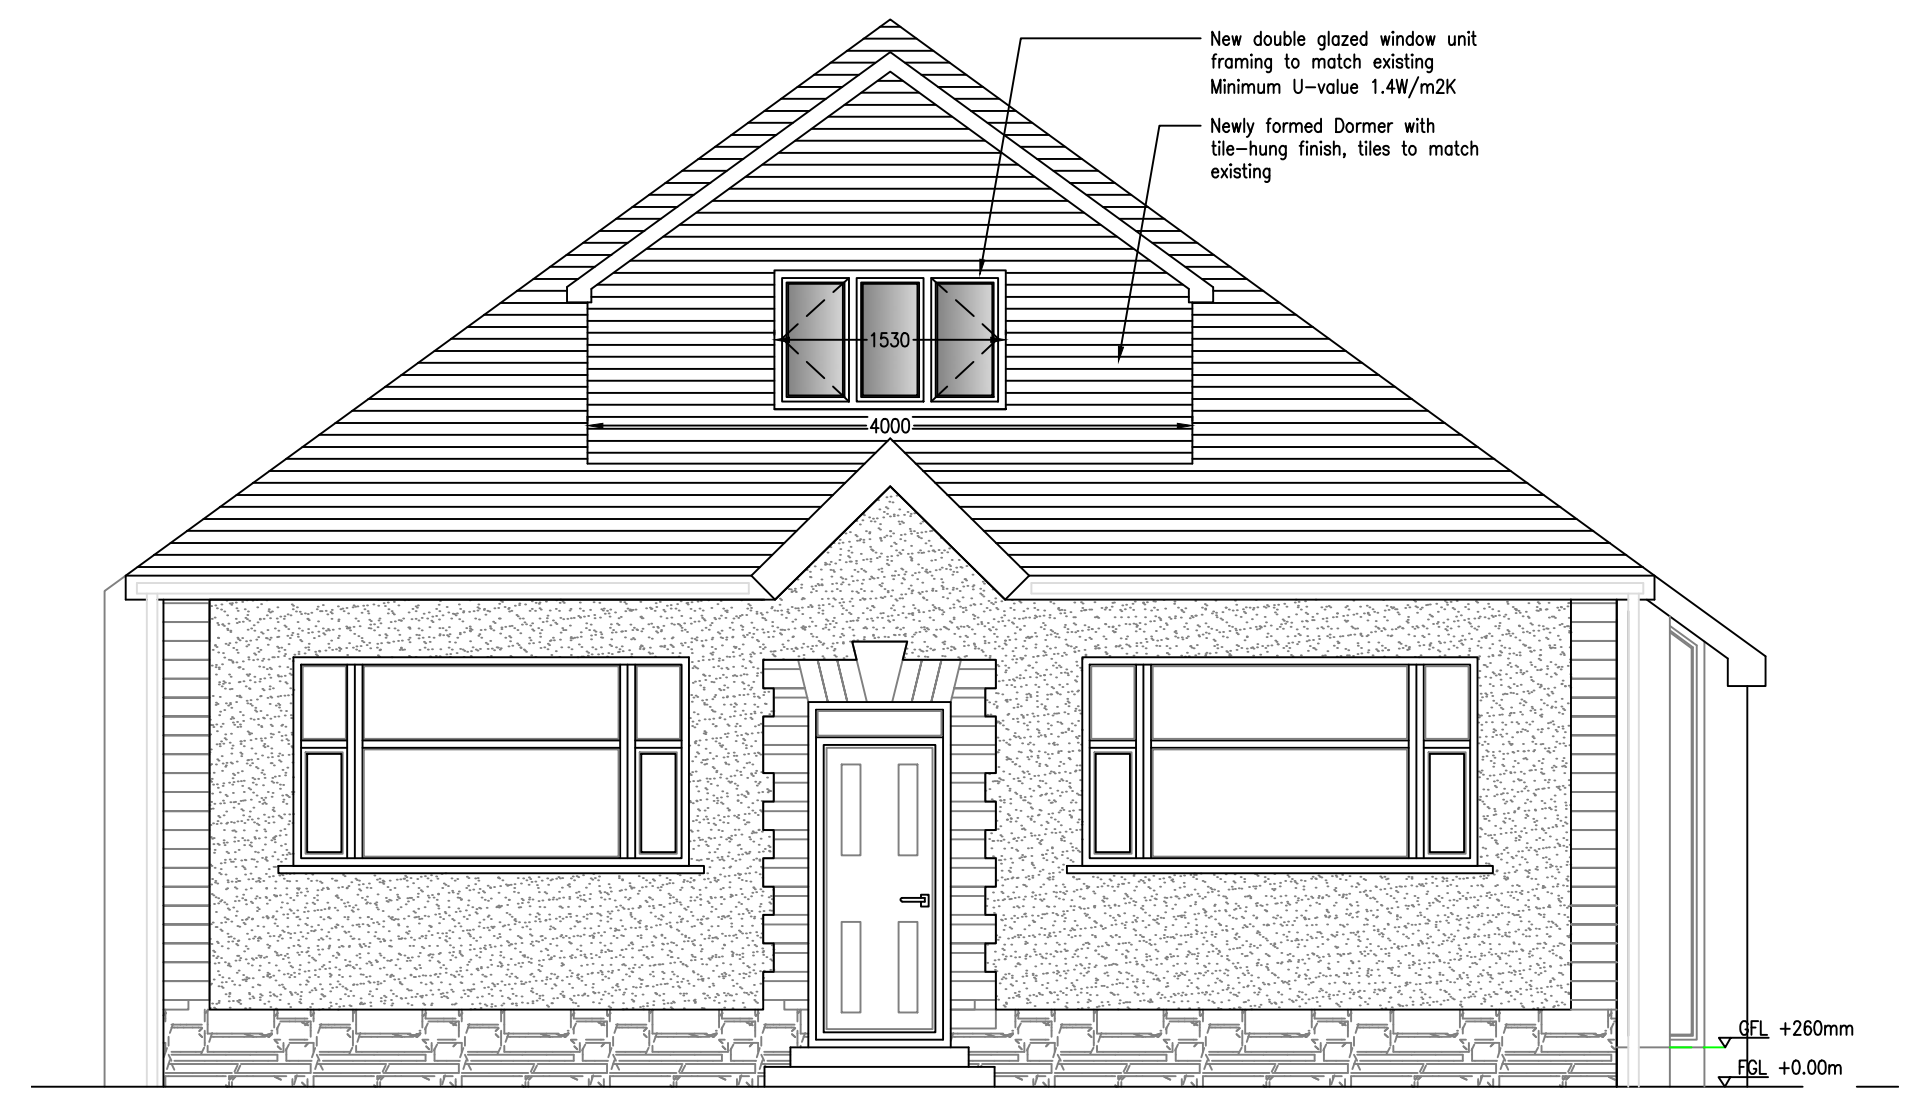 New double glazed window unit
framing to match existing
Minimum U-value 1.4W/m2K
Newly formed Dormer with
tile-hung finish, tiles to match
existing
1530
4000
GFL +260mm
FGL +0.00m